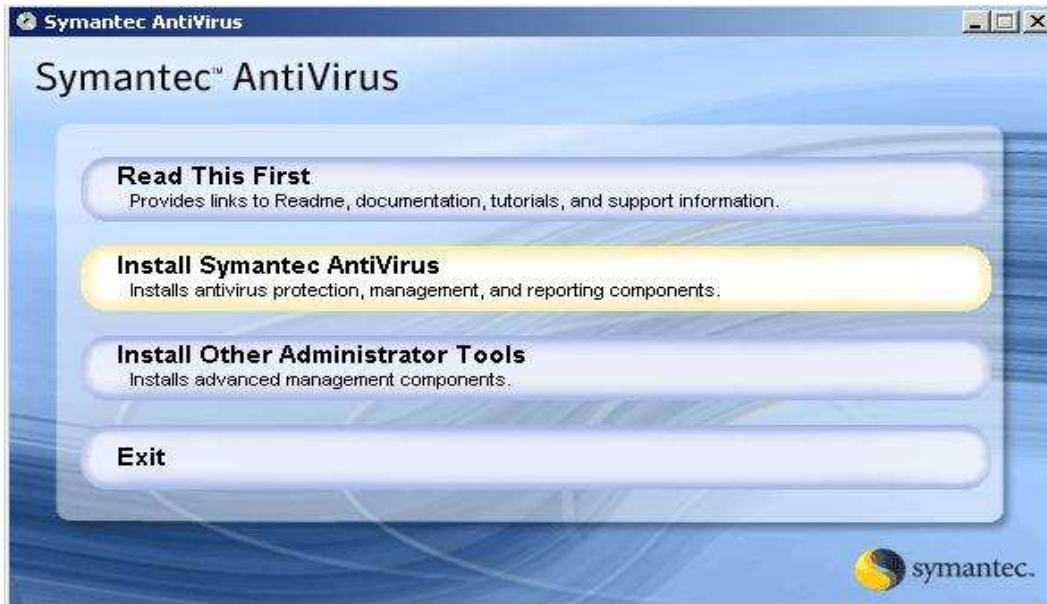 Symantec AntiVirus
Symantec™ AntiVirus
Read This First
Provides links to Readme, documentation, tutorials, and support information.
Install Symantec AntiVirus
Installs antivirus protection, management, and reporting components.
Install Other Administrator Tools
Installs advanced management components.
Exit
symantec.